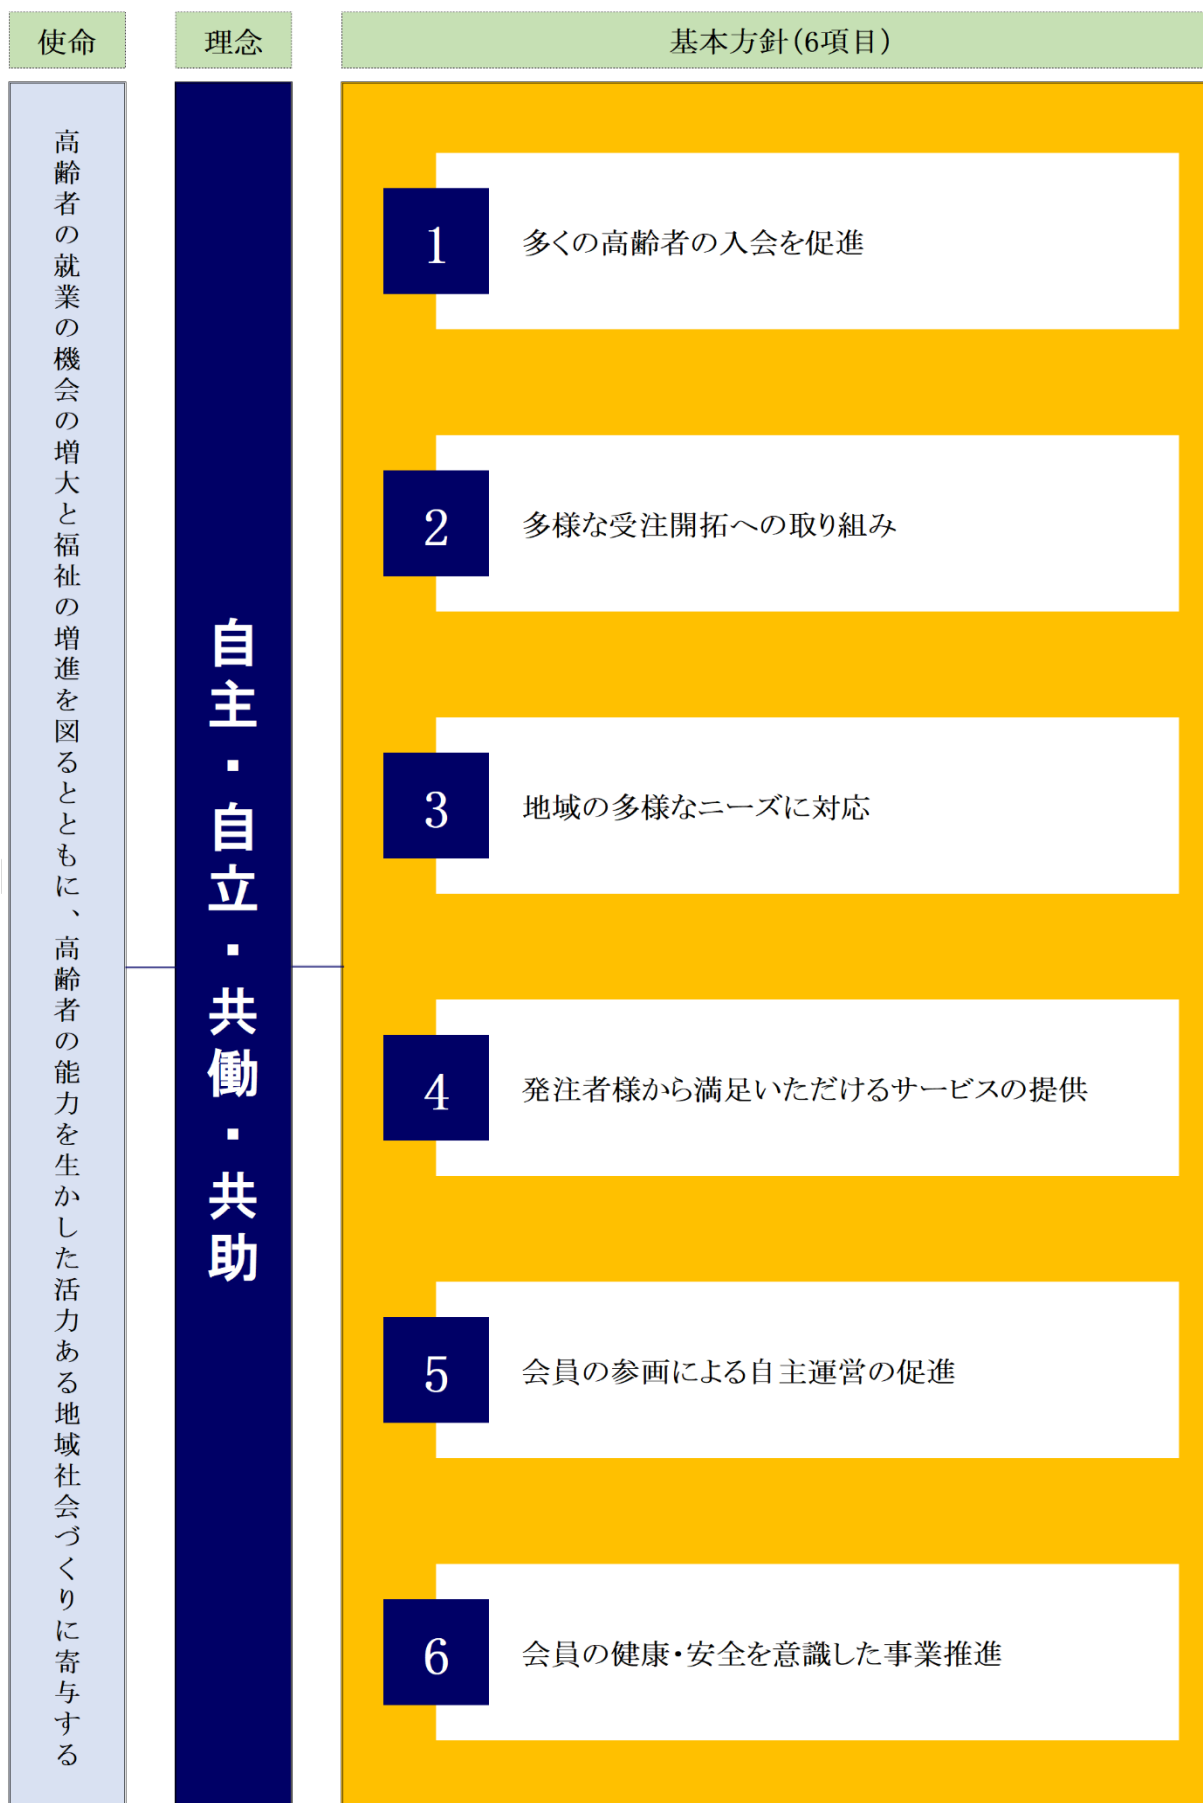 使命
理念
基本方針(6項目)
高齢者の就業の機会の増大と福祉の増進を図るとともに、高齢者の能力を生かした活力ある地域社会づくりに寄与する
自主・自立・共働・共助
1
多くの高齢者の入会を促進
2
多様な受注開拓への取り組み
3
地域の多様なニーズに対応
4
発注者様から満足いただけるサービスの提供
5
会員の参画による自主運営の促進
6
会員の健康・安全を意識した事業推進